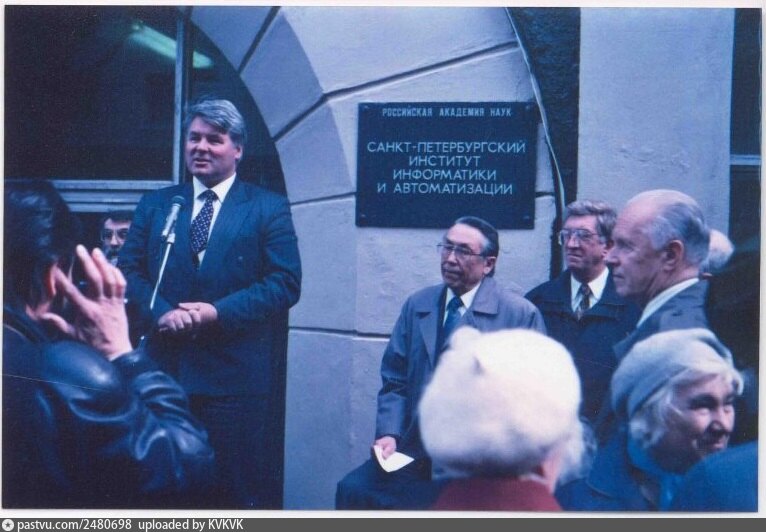 РОССИЙСКАЯ АКАДЕМИЯ НАУК
САНКТ-ПЕТЕРБУРГСКИЙ
ИНСТИТУТ
ИНФОРМАТИКИ
И АВТОМАТИЗАЦИИ
pastvu.com/2480698 uploaded by KVKVK